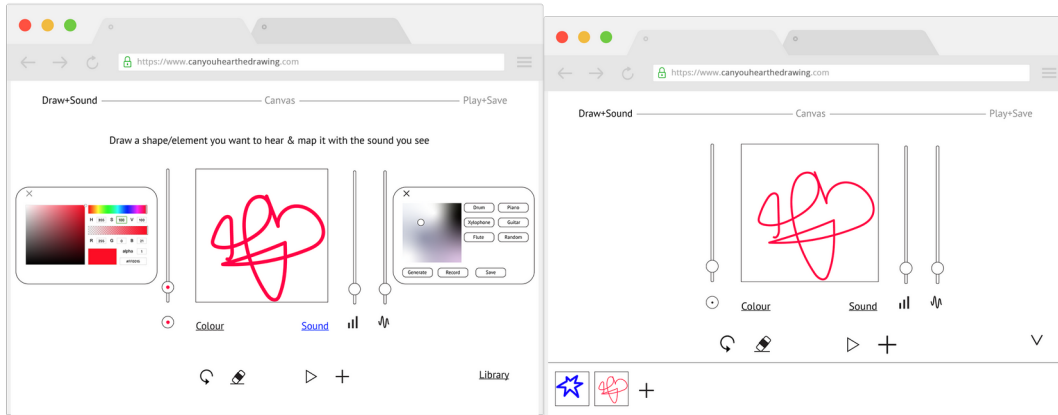 https://www.canyouhearthedrawing.com
Draw+Sound Canvas Play+Save
Draw a shape/element you want to hear & map it with the sound you see
H S V
R G B
alpha 1
Drum Piano
Xylophone Guitar
Flute Random
Generate Record Save
Colour Sound
Library
https://www.canyouhearthedrawing.com
Draw+Sound Canvas Play+Save
Colour Sound